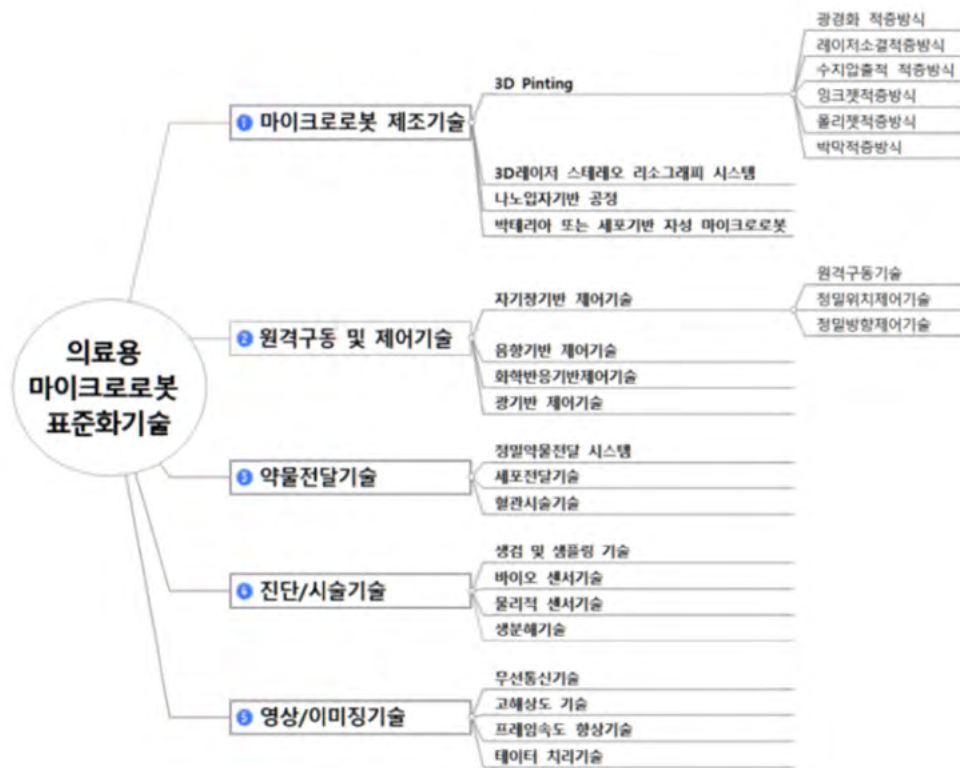 의료용
마이크로로봇
표준화기술
1 마이크로로봇 제조기술
3D Pinting
광경화 적증방식
레이저소결적증방식
수지압출적 적증방식
잉크젯적증방식
폴리젯적증방식
박막적증방식
3D레이저 스테레오 리소그래피 시스템
나노입자기반 공정
박테리아 또는 세포기반 자성 마이크로로봇
2 원격구동 및 제어기술
자기장기반 제어기술
원격구동기술
정밀위치제어기술
정밀방향제어기술
음향기반 제어기술
화학반응기반제어기술
광기반 제어기술
3 약물전달기술
정밀약물전달 시스템
세포전달기술
혈관시술기술
4 진단/시술기술
생검 및 샘플링 기술
바이오 센서기술
물리적 센서기술
생분해기술
5 영상/이미징기술
무선통신기술
고해상도 기술
프레임속도 향상기술
테이터 치리기술